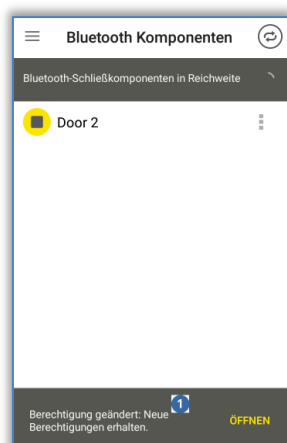 Bluetooth Komponenten
Bluetooth-Schließkomponenten in Reichweite
Door 2
Berechtigung geändert: Neue 1
Berechtigungen erhalten.
ÖFFNEN